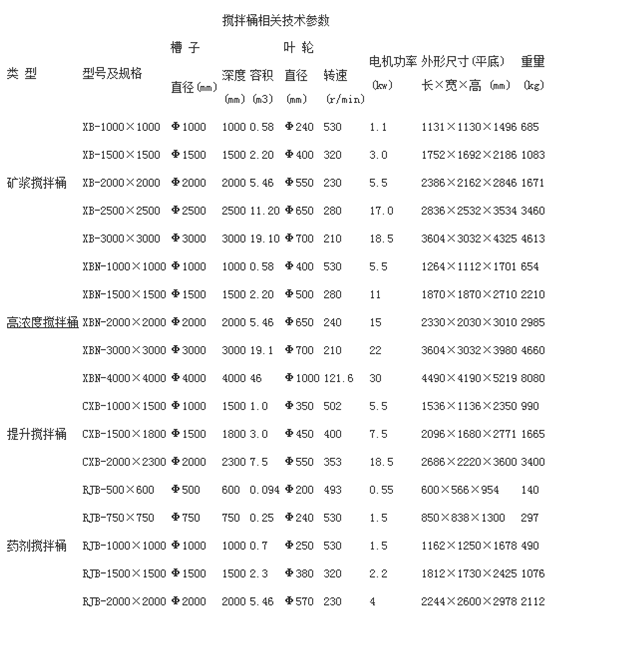 搅拌桶相关技术参数
类 型 型号及规格 槽 子 叶 轮 电机功率(kw) 外形尺寸(平底)长×宽×高 (mm) 重量(kg)
直径(mm) 深度(mm) 容积(m3) 直径(mm) 转速(r/min)
XB-1000×1000 Φ1000 1000 0.58 Φ240 530 1.1 1131×1130×1496 685
XB-1500×1500 Φ1500 1500 2.20 Φ400 320 3.0 1752×1692×2186 1083
矿浆搅拌桶 XB-2000×2000 Φ2000 2000 5.46 Φ550 230 5.5 2386×2162×2846 1671
XB-2500×2500 Φ2500 2500 11.20 Φ650 280 17.0 2836×2532×3534 3460
XB-3000×3000 Φ3000 3000 19.10 Φ700 210 18.5 3604×3032×4325 4613
XBN-1000×1000 Φ1000 1000 0.58 Φ400 530 5.5 1264×1112×1701 654
XBN-1500×1500 Φ1500 1500 2.20 Φ500 280 11 1870×1870×2710 2210
高浓度搅拌桶 XBN-2000×2000 Φ2000 2000 5.46 Φ650 240 15 2330×2030×3010 2985
XBN-3000×3000 Φ3000 3000 19.1 Φ700 210 22 3604×3032×3980 4660
XBN-4000×4000 Φ4000 4000 46 Φ1000 121.6 30 4490×4190×5219 8080
CXB-1000×1500 Φ1000 1500 1.0 Φ350 502 5.5 1536×1136×2350 990
提升搅拌桶 CXB-1500×1800 Φ1500 1800 3.0 Φ450 400 7.5 2096×1680×2771 1665
CXB-2000×2300 Φ2000 2300 7.5 Φ550 353 18.5 2686×2220×3600 3400
RJB-500×600 Φ500 600 0.094 Φ200 493 0.55 600×566×954 140
RJB-750×750 Φ750 750 0.25 Φ240 530 1.5 850×838×1300 297
药剂搅拌桶 RJB-1000×1000 Φ1000 1000 0.7 Φ250 530 1.5 1162×1250×1678 490
RJB-1500×1500 Φ1500 1500 2.3 Φ380 320 2.2 1812×1730×2425 1076
RJB-2000×2000 Φ2000 2000 5.46 Φ570 230 4 2244×2600×2978 2112